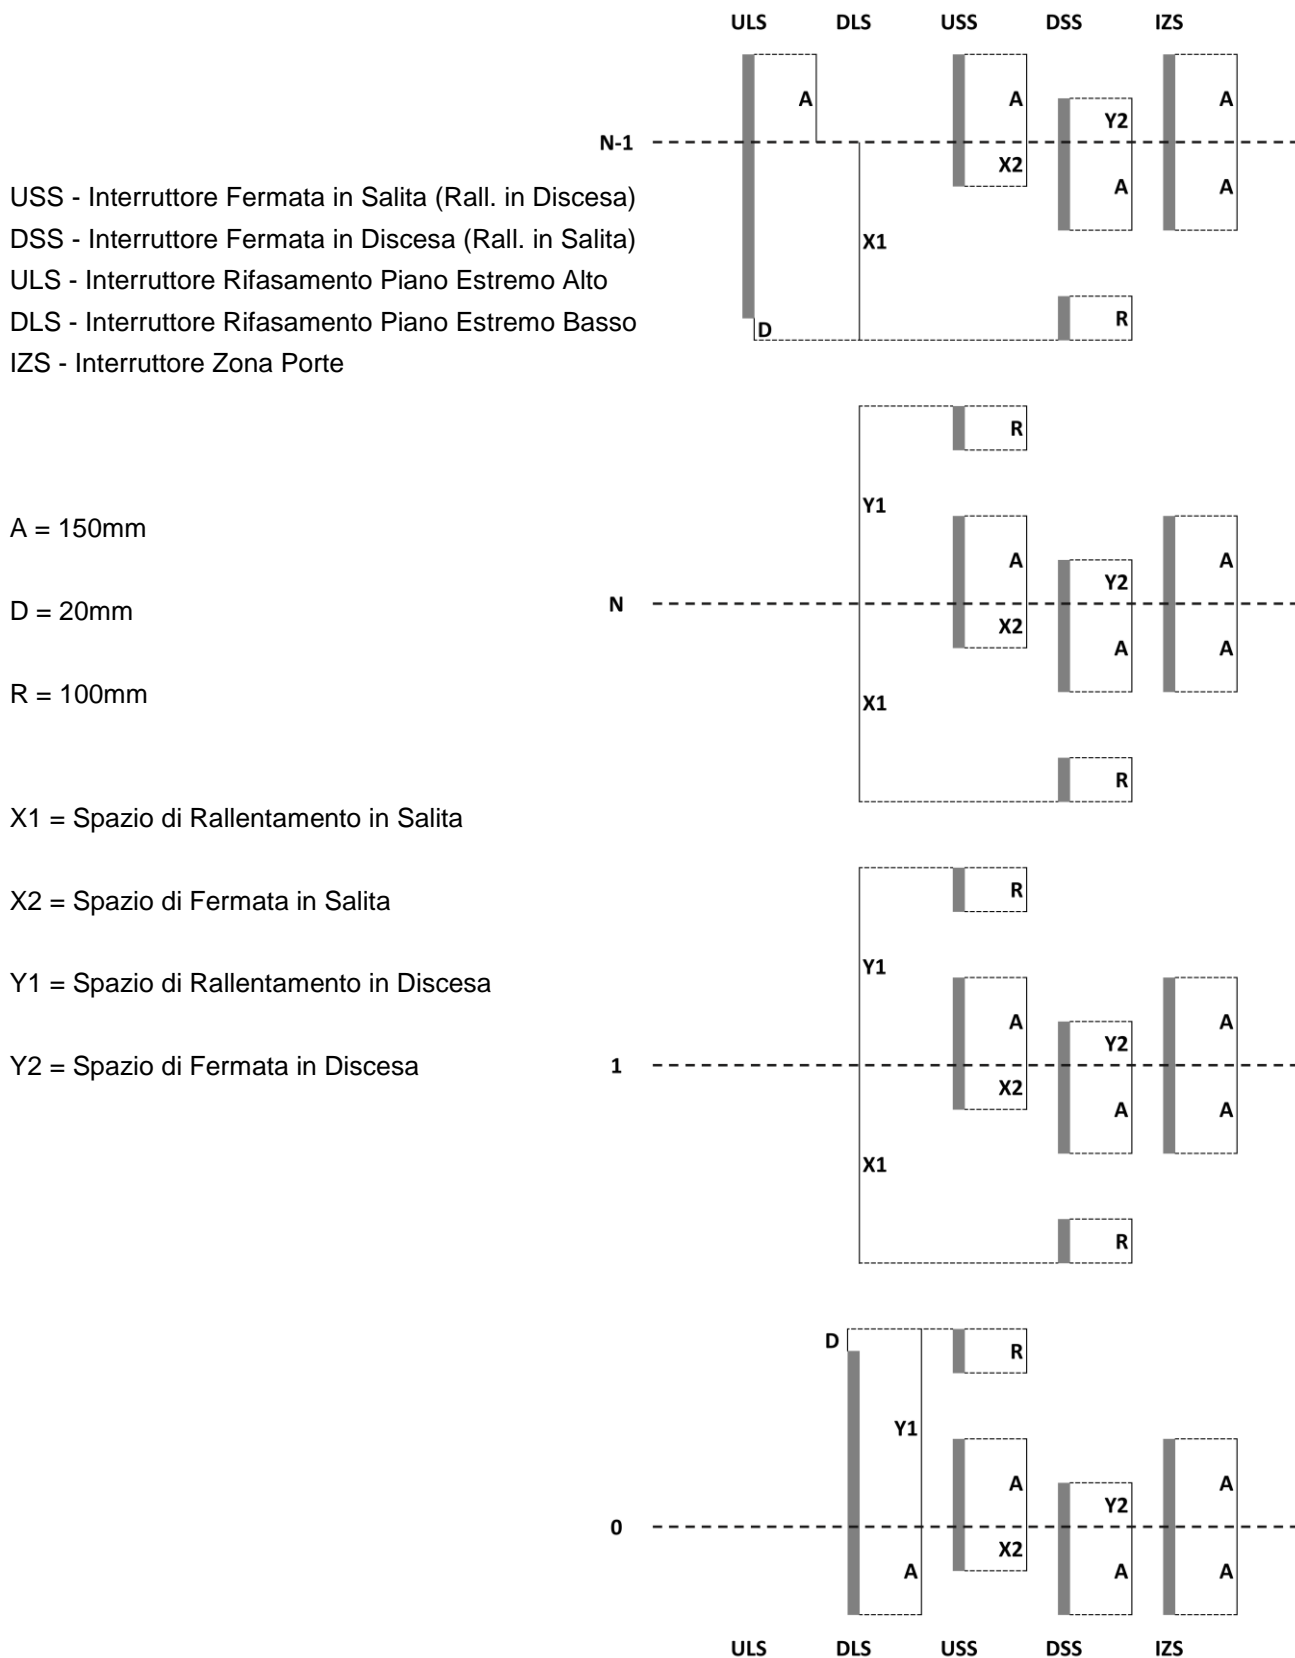 ULS DLS USS DSS IZS
A A Y2 A
N-1
X2 A A
USS - Interruttore Fermata in Salita (Rall. in Discesa)
DSS - Interruttore Fermata in Discesa (Rall. in Salita)
X1
ULS - Interruttore Rifasamento Piano Estremo Alto
DLS - Interruttore Rifasamento Piano Estremo Basso
D R
IZS - Interruttore Zona Porte
R
Y1
A = 150mm
A Y2 A
D = 20mm
N
X2 A A
R = 100mm
X1
R
X1 = Spazio di Rallentamento in Salita
X2 = Spazio di Fermata in Salita
R
Y1 = Spazio di Rallentamento in Discesa
Y1
A Y2 A
Y2 = Spazio di Fermata in Discesa
1
X2 A A
X1
R
D R
Y1
A Y2 A
0
X2
A A A
ULS DLS USS DSS IZS